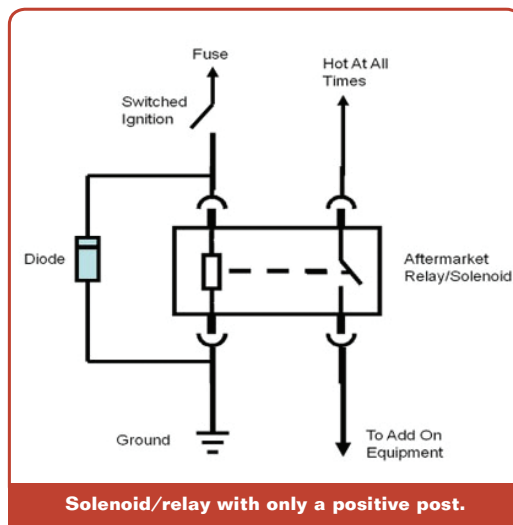 Fuse
Hot At All
Times
Switched
Ignition
Diode
Aftermarket
Relay/Solenoid
Ground
To Add On
Equipment
Solenoid/relay with only a positive post.